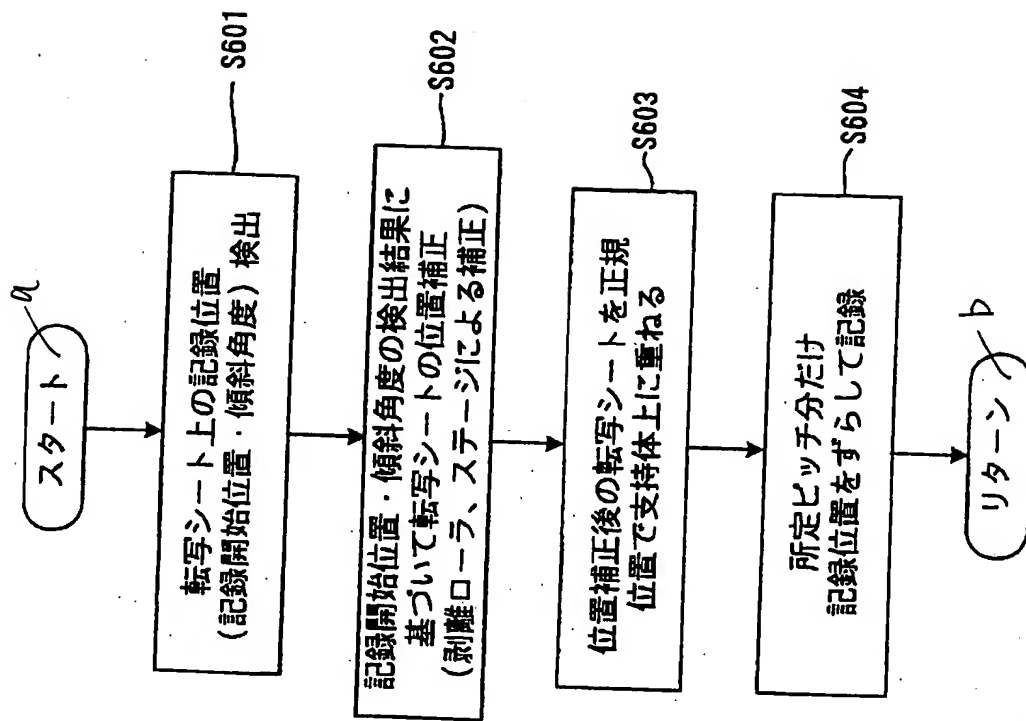 スタート
a
転写シート上の記録位置
(記録開始位置・傾斜角度) 検出
S601
記録開始位置・傾斜角度の検出結果に
基づいて転写シートの位置補正
(剥離ローラ、ステージによる補正)
S602
位置補正後の転写シートを正規
位置で支持体上に重ねる
S603
所定ピッチ分だけ
記録位置をずらして記録
S604
リターン
b